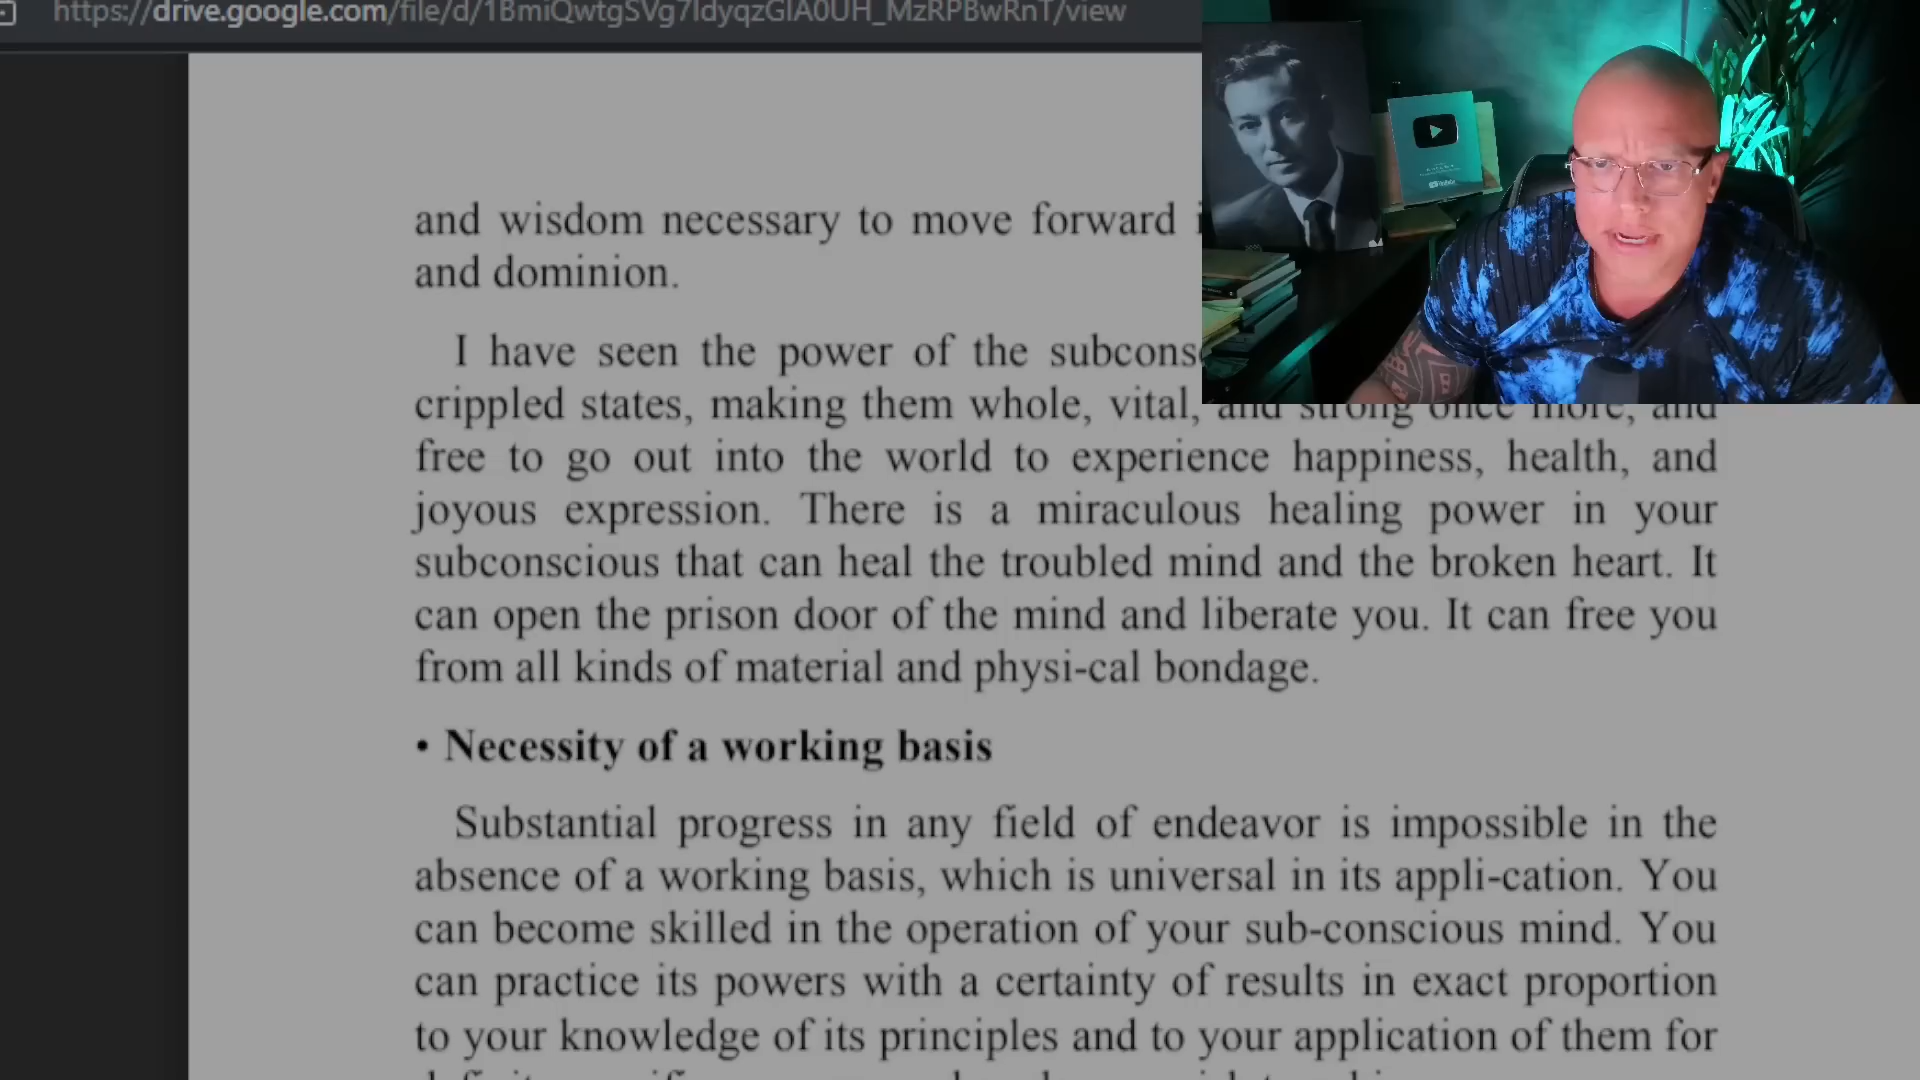 https://drive.google.com/file/d/1BmiQwtgSVg7IdyqzGIA0UH_MzRPBwRnT/view
and wisdom necessary to move forward
and dominion.
I have seen the power of the
crippled states, making them whole, vital, and strong once more, and
free to go out into the world to experience happiness, health, and
joyous expression. There is a miraculous healing power in your
subconscious that can heal the troubled mind and the broken heart. It
can open the prison door of the mind and liberate you. It can free you
from all kinds of material and physi-cal bondage.
• Necessity of a working basis
Substantial progress in any field of endeavor is impossible in the
absence of a working basis, which is universal in its appli-cation. You
can become skilled in the operation of your sub-conscious mind. You
can practice its powers with a certainty of results in exact proportion
to your knowledge of its principles and to your application of them for